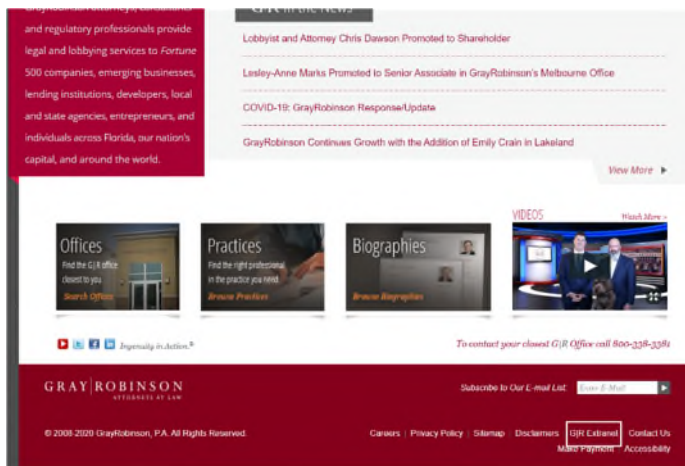 GrayRobinson attorneys, consultants
and regulatory professionals provide
legal and lobbying services to Fortune
500 companies, emerging businesses,
lending institutions, developers, local
and state agencies, entrepreneurs, and
individuals across Florida, our nation's
capital, and around the world.
G|R In the News
Lobbyist and Attorney Chris Dawson Promoted to Shareholder
Lesley-Anne Marks Promoted to Senior Associate in GrayRobinson's Melbourne Office
COVID-19: GrayRobinson Response/Update
GrayRobinson Continues Growth with the Addition of Emily Crain in Lakeland
View More
Offices
Find the G|R office
closest to you
Search Offices
Practices
Find the right professional
in the practice you need
Browse Practices
Biographies
Browse Biographies
VIDEOS
Watch More »
Ingenuity in Action.®
To contact your closest G|R Office call 800-338-3381
GRAY|ROBINSON
ATTORNEYS AT LAW
Subscribe to Our E-mail List:
Enter E-Mail
© 2008-2020 GrayRobinson, P.A. All Rights Reserved.
Careers | Privacy Policy | Sitemap | Disclaimers | G|R Extranet | Contact Us
Make Payment | Accessibility